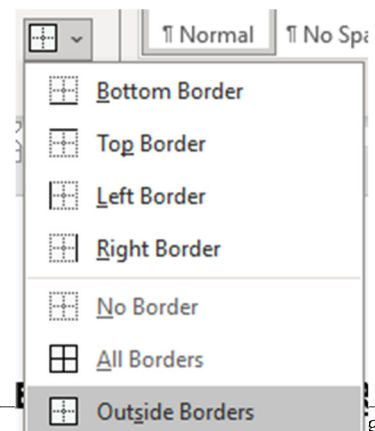 ¶ Normal ¶ No Spa
Bottom Border
Top Border
Left Border
Right Border
No Border
All Borders
Outside Borders